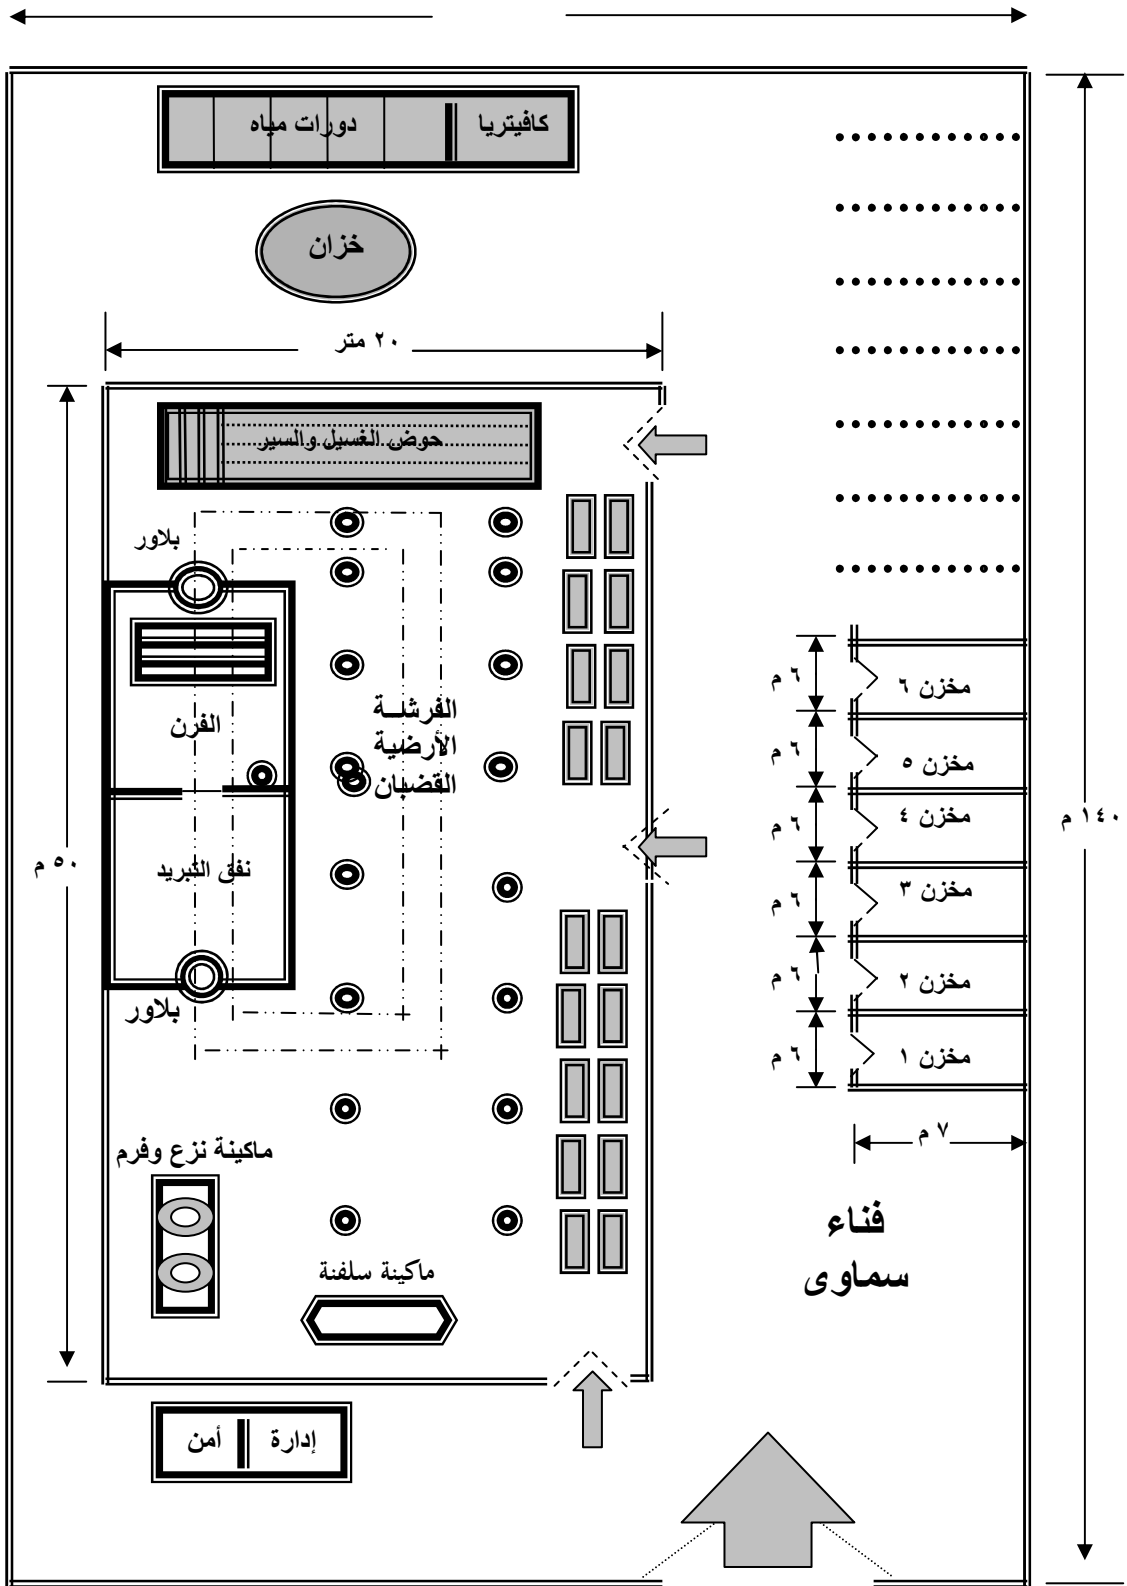 كافيتريا
دورات مياه
خزان
٢٠ متر
حوض الغسيل والسير
بلاور
الفرن
الفرشــة
الأرضية
القضبان
نفق التبريد
بلاور
٥٠ م
١٤٠ م
مخزن ٦
٦ م
مخزن ٥
٦ م
مخزن ٤
٦ م
مخزن ٣
٦ م
مخزن ٢
٦ م
مخزن ١
٦ م
٧ م
فناء
سماوى
ماكينة نزع وفرم
ماكينة سلفنة
إدارة
أمن